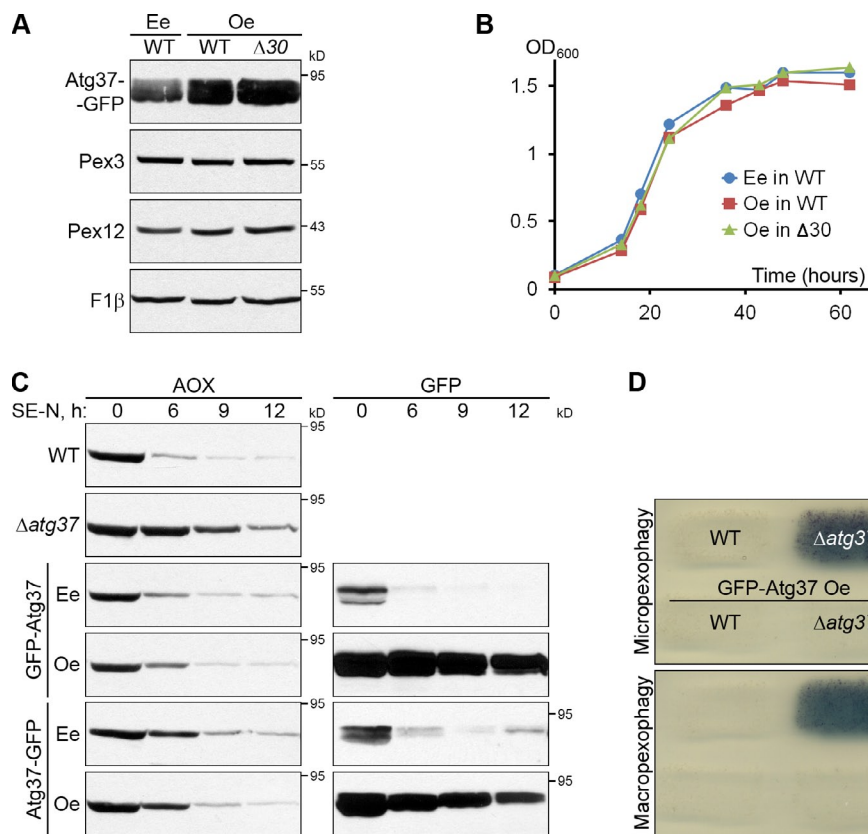 A
Ee Oe
WT WT Δ30 kD
Atg37-
-GFP
95
Pex3
55
Pex12
43
F1β
55
B
OD600
1.5
1
0.5
0
0 20 40 60
Time (hours)
Ee in WT
Oe in WT
Oe in Δ30
C
AOX GFP
SE-N, h: 0 6 9 12 kD 0 6 9 12 kD
WT
95
Δatg37
95
GFP-Atg37
Ee
95
Oe
95
Atg37-GFP
Ee
95 95
Oe
95 95
D
Micropexophagy
WT Δatg3
GFP-Atg37 Oe
WT Δatg3
Macropexophagy